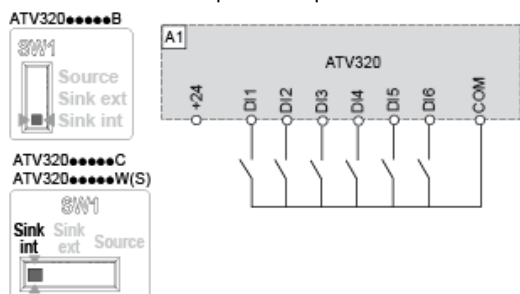 ATV320●●●●●B
SW1
Source
Sink ext
Sink int
A1
ATV320
+24
DI1
DI2
DI3
DI4
DI5
DI6
COM
ATV320●●●●●C
ATV320●●●●●W(S)
SW1
Sink int
Sink ext
Source